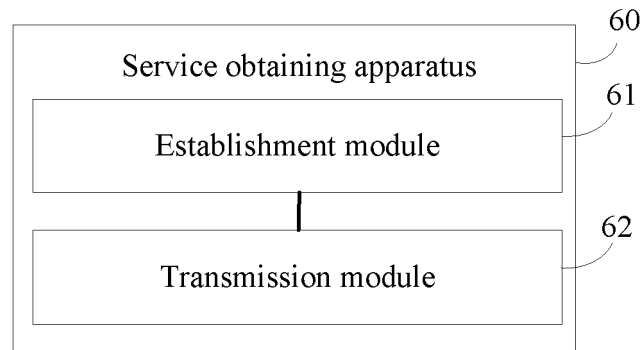 60
Service obtaining apparatus
61
Establishment module
62
Transmission module